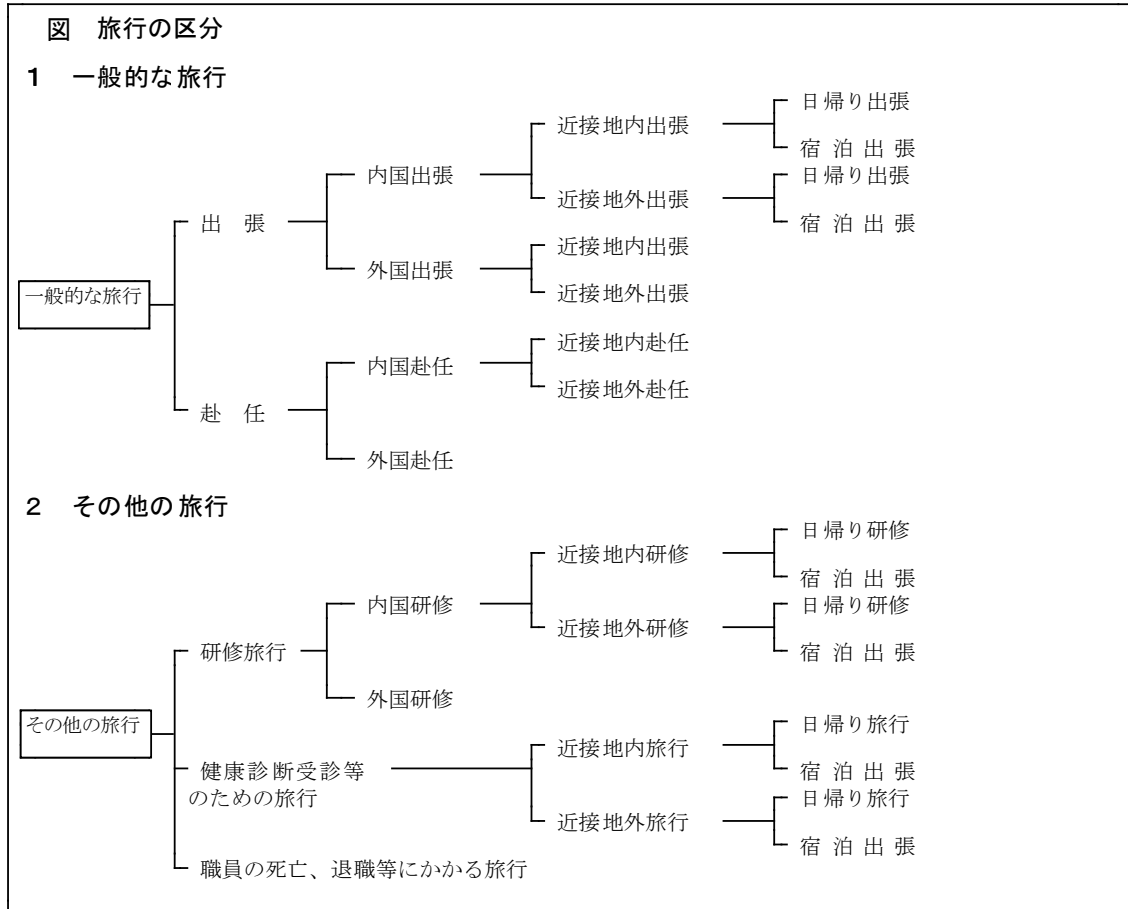 図 旅行の区分
1 一般的な旅行
日帰り出張
近接地内出張
宿泊出張
内国出張
日帰り出張
近接地外出張
出張
宿泊出張
近接地内出張
外国出張
一般的な旅行
近接地外出張
近接地内赴任
内国赴任
近接地外赴任
赴任
外国赴任
2 その他の旅行
日帰り研修
近接地内研修
宿泊出張
内国研修
日帰り研修
近接地外研修
研修旅行
宿泊出張
外国研修
その他の旅行
日帰り旅行
近接地内旅行
健康診断受診等
宿泊出張
のための旅行
日帰り旅行
近接地外旅行
宿泊出張
職員の死亡、退職等にかかる旅行